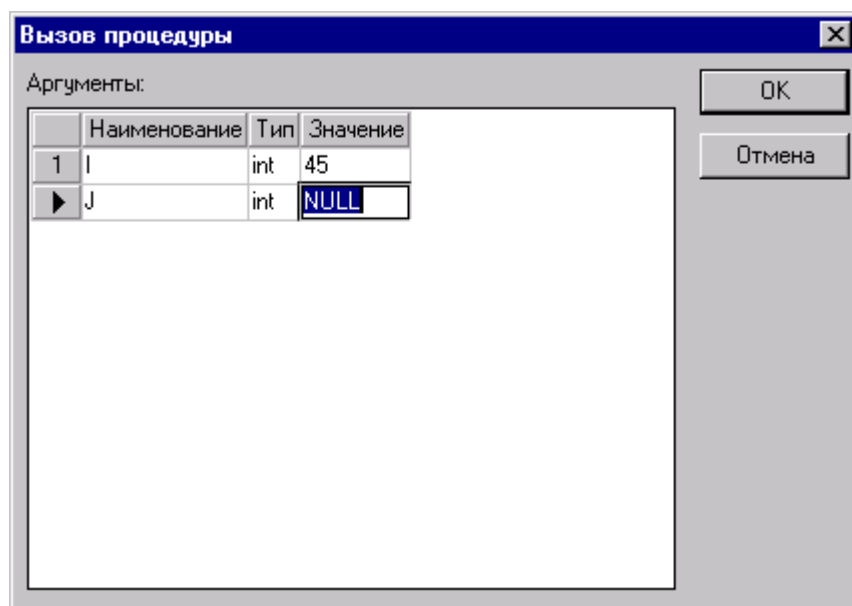 Вызов процедуры
Аргументы:
OK
Отмена
Наименование Тип Значение
1 I int 45
J int NULL